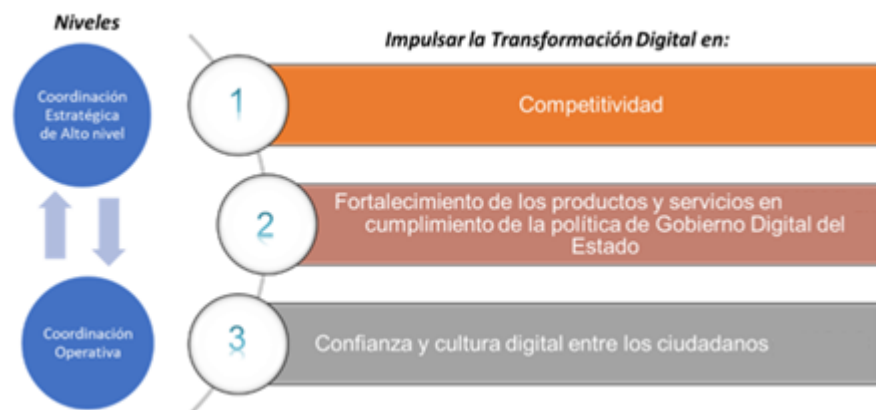 Niveles
Coordinación
Estratégica
de Alto nivel
Coordinación
Operativa
Impulsar la Transformación Digital en:
1
Competitividad
2
Fortalecimiento de los productos y servicios en
cumplimiento de la política de Gobierno Digital del
Estado
3
Confianza y cultura digital entre los ciudadanos